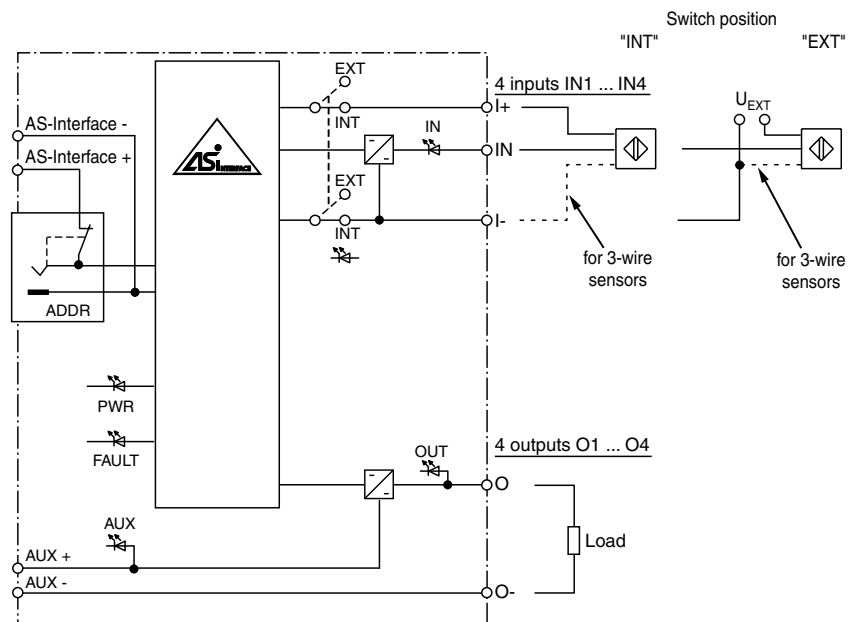 Switch position
"INT"
"EXT"
EXT
4 inputs IN1 ... IN4
UEXT
I+
AS-Interface -
INT
IN
IN
AS-Interface +
ASI INTERFACE
EXT
I-
INT
for 3-wire
sensors
for 3-wire
sensors
ADDR
PWR
FAULT
OUT
4 outputs O1 ... O4
O
AUX
Load
AUX +
AUX -
O-